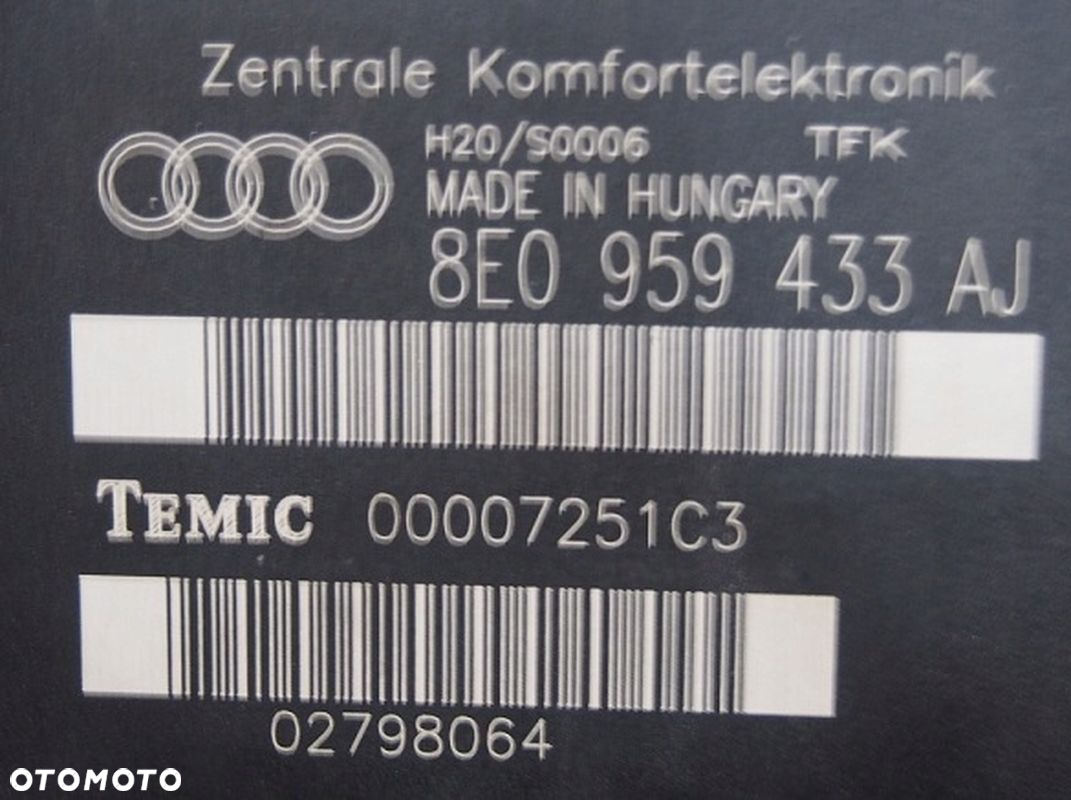 Zentrale Komfortelektronik
H20/S0006 TFK
MADE IN HUNGARY
8E0 959 433 AJ
TEMIC 00007251C3
02798064
OTOMOTO